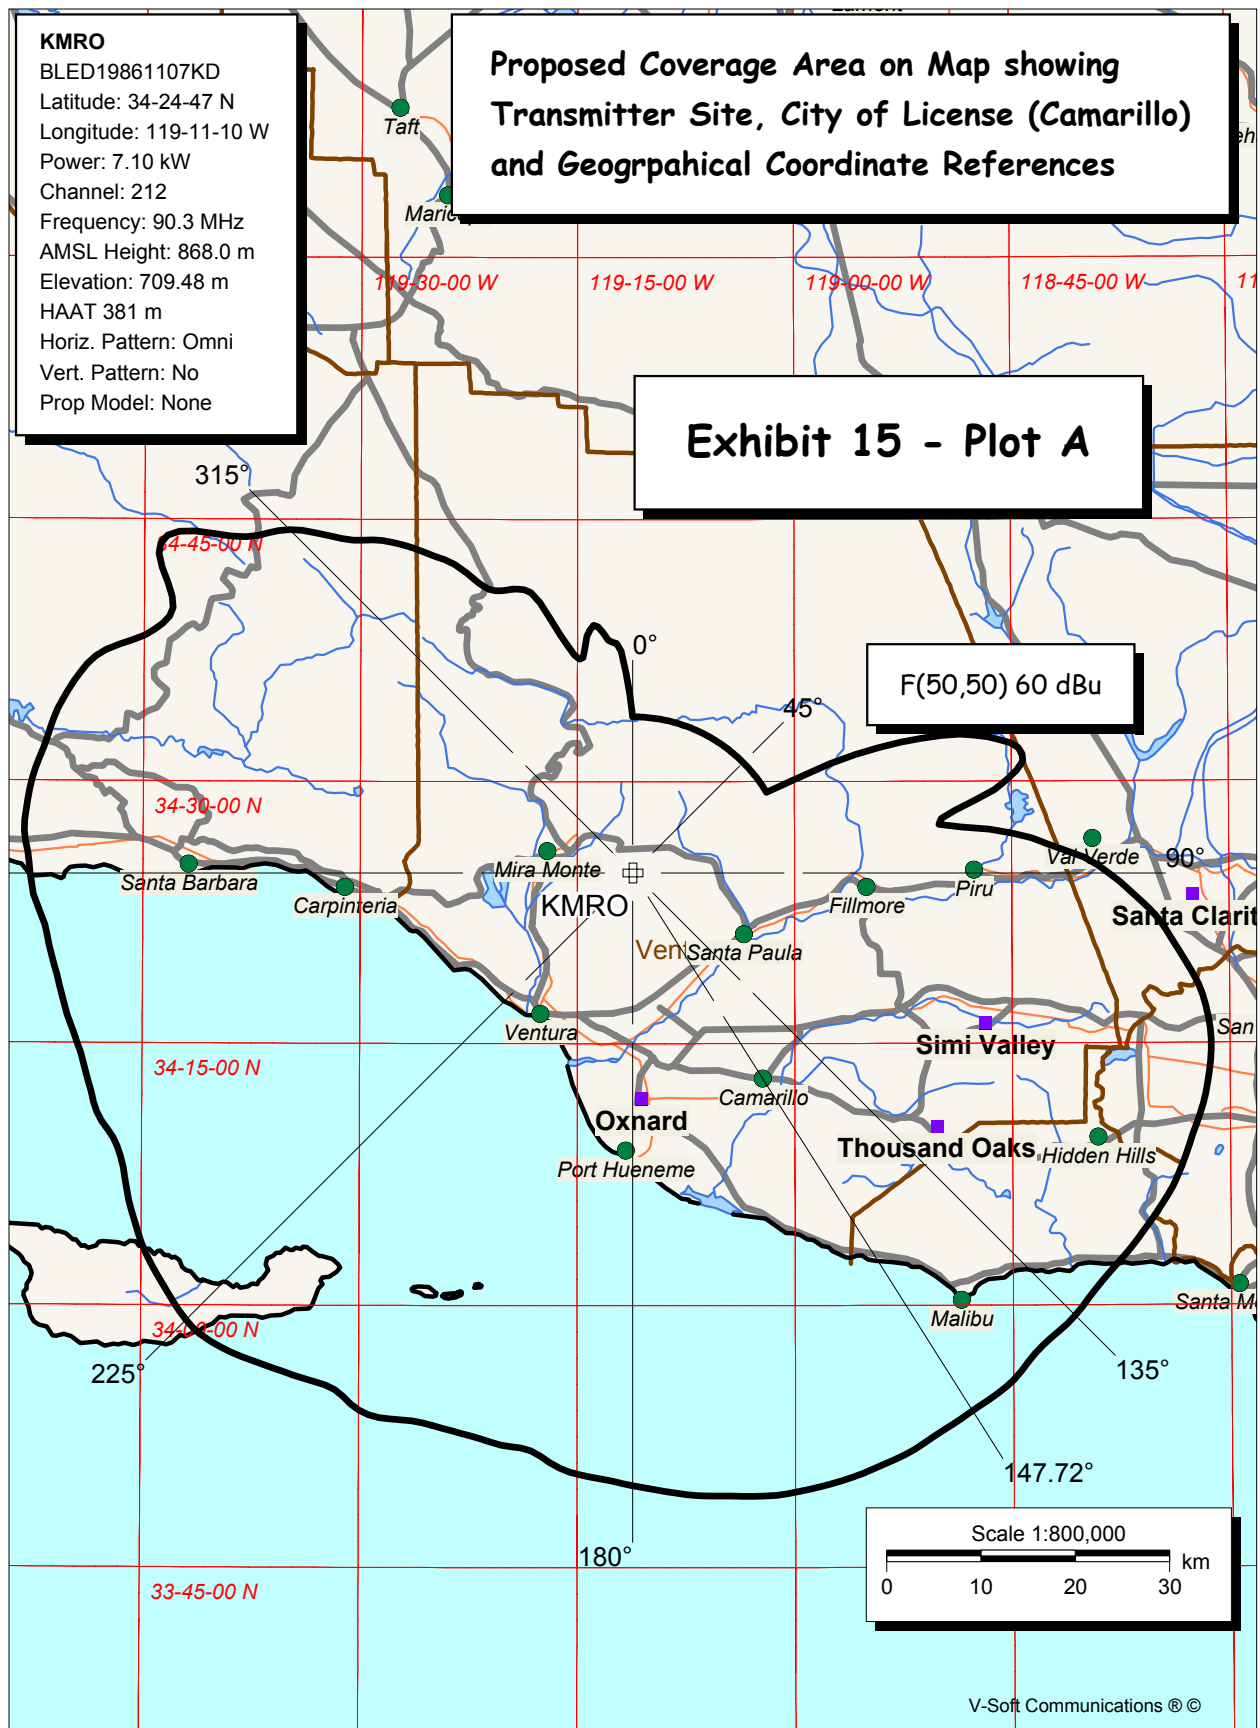 KMRO
BLED19861107KD
Latitude: 34-24-47 N
Longitude: 119-11-10 W
Power: 7.10 kW
Channel: 212
Frequency: 90.3 MHz
AMSL Height: 868.0 m
Elevation: 709.48 m
HAAT 381 m
Horiz. Pattern: Omni
Vert. Pattern: No
Prop Model: None
Proposed Coverage Area on Map showing
Transmitter Site, City of License (Camarillo)
and Geogrpahical Coordinate References
Taft
119-30-00 W
119-15-00 W
119-00-00 W
118-45-00 W
Exhibit 15 - Plot A
315°
34-45-00 N
0°
F(50,50) 60 dBu
45°
34-30-00 N
Val Verde
90°
Mira Monte
Santa Barbara
Piru
Carpinteria
KMRO
Fillmore
Santa Clarit
Ven
Santa Paula
Ventura
San
Simi Valley
34-15-00 N
Camarillo
Oxnard
Thousand Oaks
Hidden Hills
Port Hueneme
Santa M
Malibu
34-00-00 N
225°
135°
147.72°
Scale 1:800,000
km
0 10 20 30
180°
33-45-00 N
V-Soft Communications ® ©